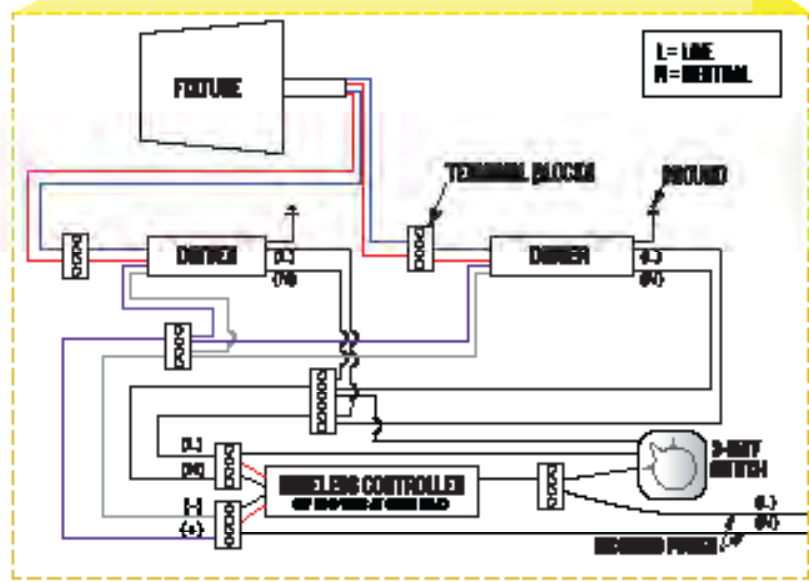 L = LINE
N = NEUTRAL
FIXTURE
TERMINAL BLOCKS
GROUND
DRIVER
(L)
(N)
DRIVER
(L)
(N)
(L)
(N)
3-WAY
SWITCH
WIRELESS CONTROLLER
(-)
(+)
(L)
(N)
INCOMING POWER